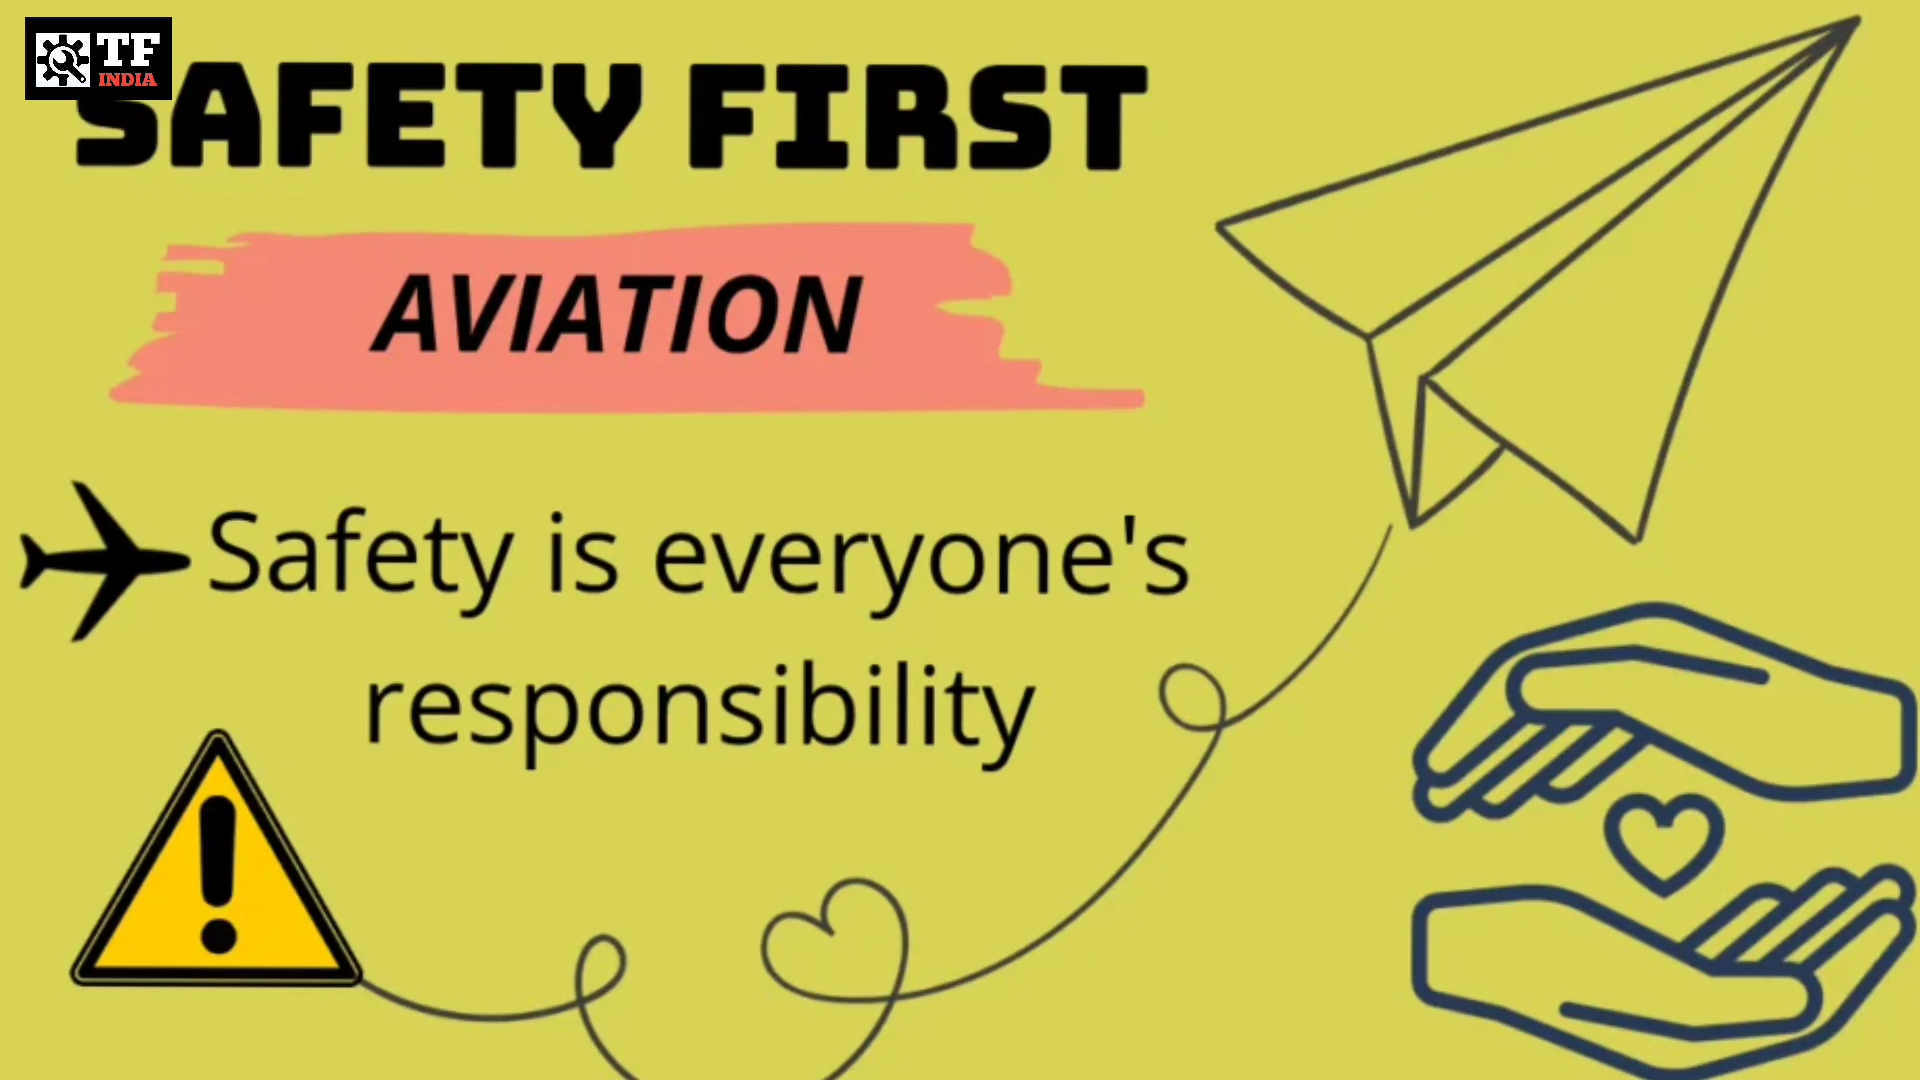 TF
INDIA
SAFETY FIRST
AVIATION
Safety is everyone's
responsibility